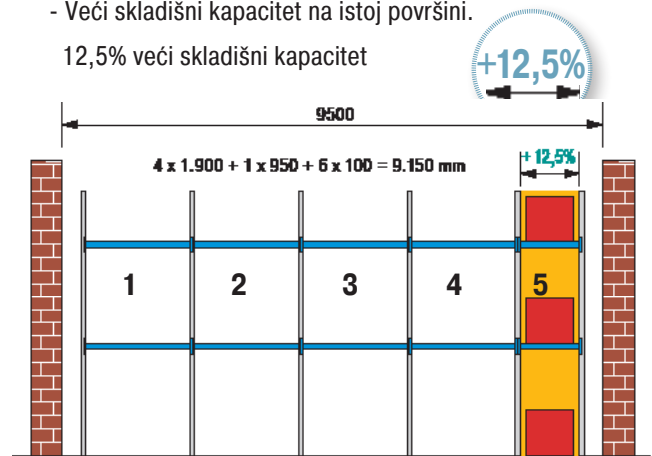 - Veći skladišni kapacitet na istoj površini.
12,5% veći skladišni kapacitet
+12,5%
9500
4 x 1.900 + 1 x 950 + 6 x 100 = 9.150 mm
+ 12,5%
1 2 3 4 5